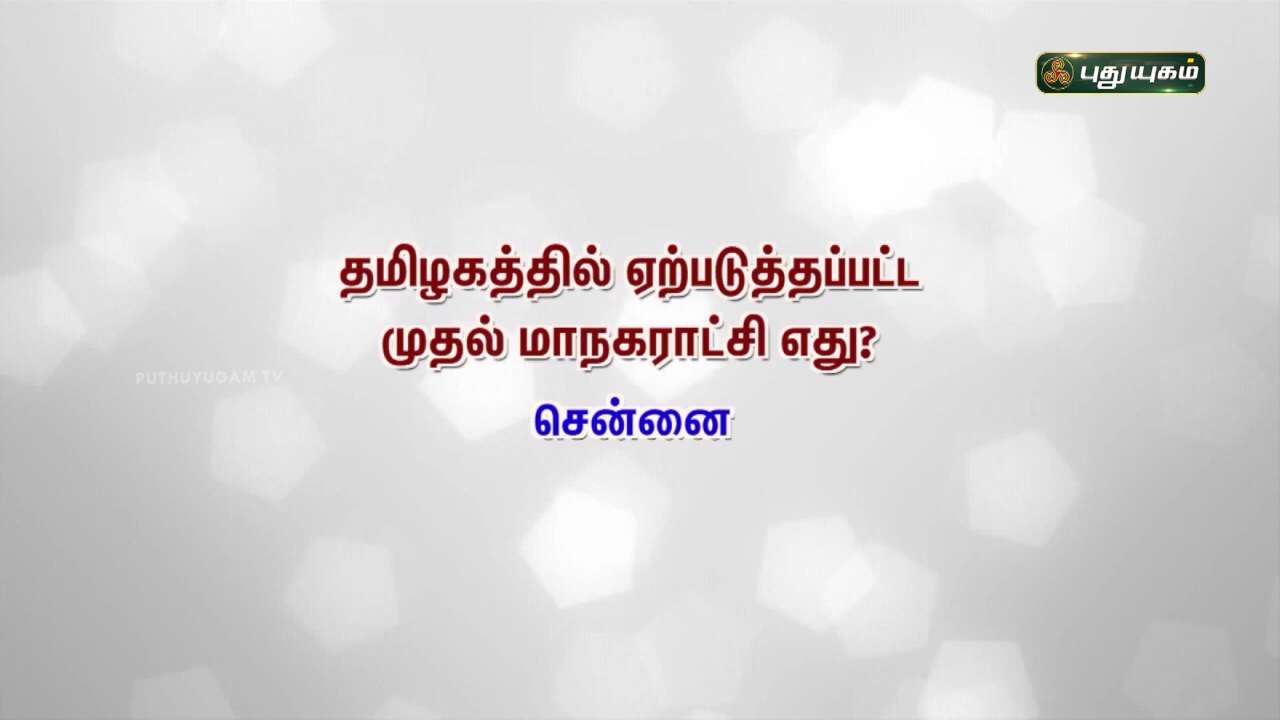 புதுயுகம்
தமிழகத்தில் ஏற்படுத்தப்பட்ட
முதல் மாநகராட்சி எது?
PUTHUYUGAM TV
சென்னை